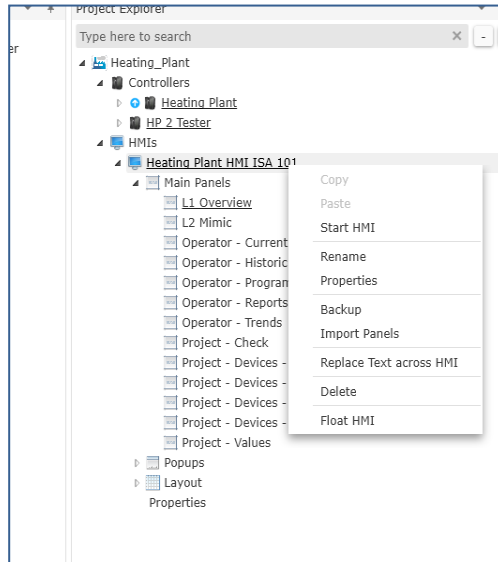 er
Project Explorer
Type here to search
-
Heating_Plant
Controllers
Heating Plant
HP 2 Tester
HMIs
Heating Plant HMI ISA 101
Main Panels
L1 Overview
L2 Mimic
Operator - Current
Operator - Historic
Operator - Program
Operator - Reports
Operator - Trends
Project - Check
Project - Devices -
Project - Devices -
Project - Devices -
Project - Devices -
Project - Values
Popups
Layout
Properties
Copy
Paste
Start HMI
Rename
Properties
Backup
Import Panels
Replace Text across HMI
Delete
Float HMI